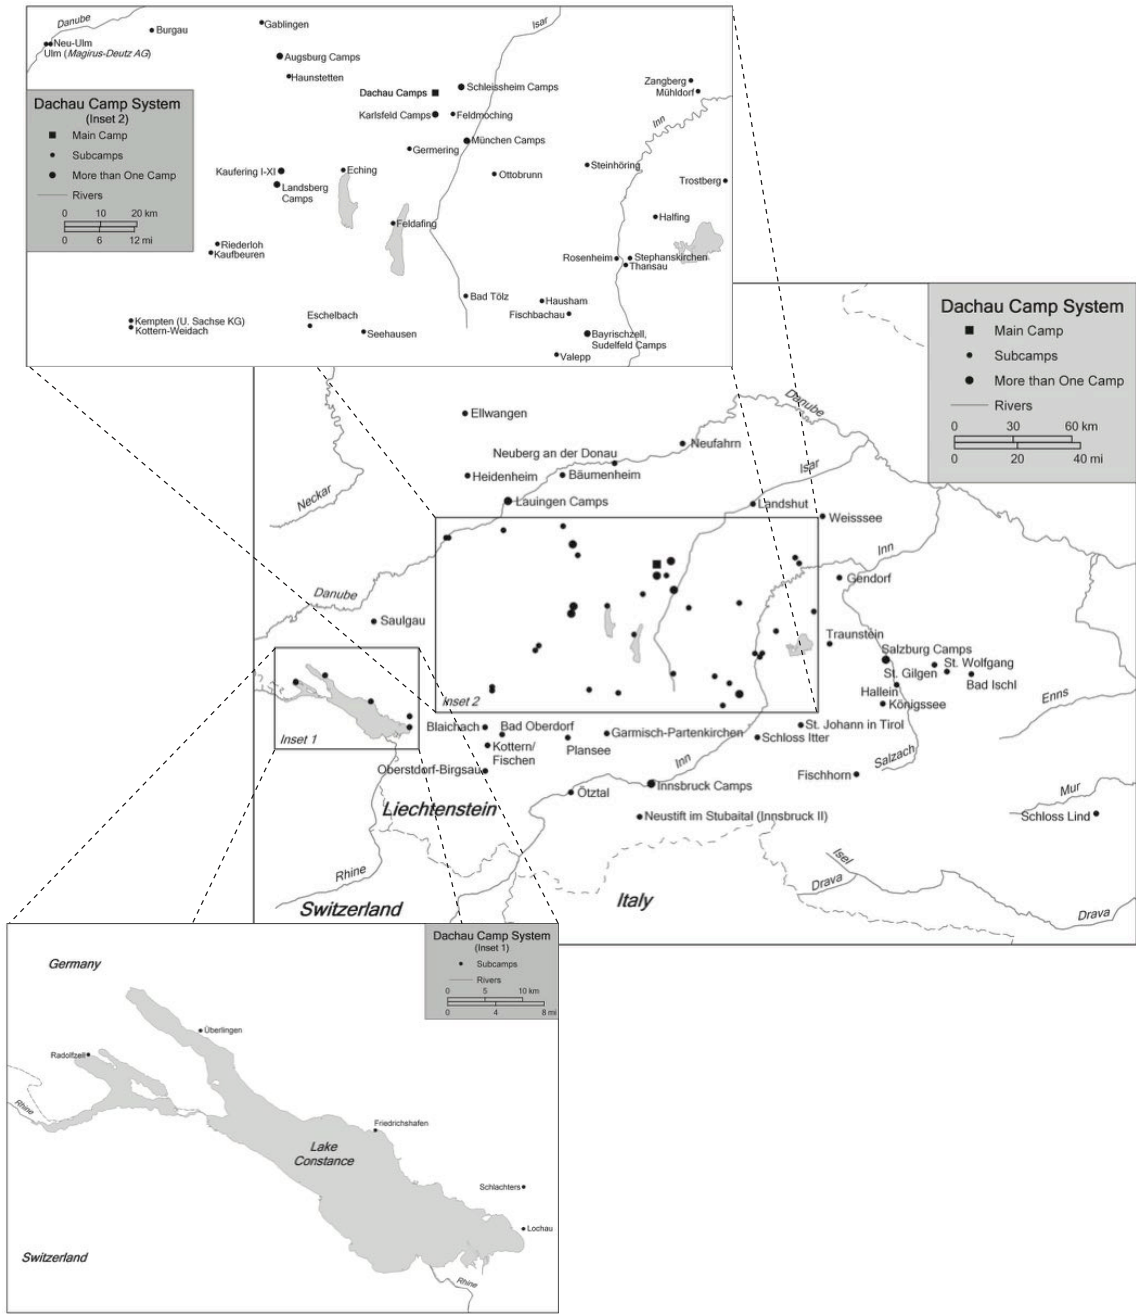 Danube
Burgau
Gablingen
Isar
Neu-Ulm
Ulm (Magirus-Deutz AG)
Augsburg Camps
Haunstetten
Zangberg
Mühldorf
Schleissheim Camps
Dachau Camps
Karlsfeld Camps
Feldmoching
Inn
Dachau Camp System
(Inset 2)
Main Camp
Subcamps
More than One Camp
Rivers
0 10 20 km
0 6 12 mi
München Camps
Germering
Steinhöring
Kaufering I-XI
Eching
Ottobrunn
Trostberg
Landsberg
Camps
Halfing
Feldafing
Riederloh
Kaufbeuren
Rosenheim
Stephanskirchen
Thansau
Bad Tölz
Hausham
Fischbachau
Kempten (U. Sachse KG)
Kottern-Weidach
Eschelbach
Seehausen
Bayrischzell,
Sudelfeld Camps
Valepp
Dachau Camp System
Main Camp
Subcamps
More than One Camp
Rivers
0 30 60 km
0 20 40 mi
Ellwangen
Danube
Neufahrn
Neuberg an der Donau
Heidenheim
Bäumenheim
Isar
Neckar
Lauingen Camps
Landshut
Weisssee
Inn
Gendorf
Danube
Saulgau
Traunstein
Salzburg Camps
St. Wolfgang
St. Gilgen
Bad Ischl
Hallein
Königssee
Enns
Inset 2
Inset 1
Blaichach
Bad Oberdorf
Kottern/
Fischen
Plansee
Garmisch-Partenkirchen
St. Johann in Tirol
Schloss Itter
Salzach
Oberstdorf-Birgsau
Inn
Fischhorn
Ötztal
Innsbruck Camps
Mur
Liechtenstein
Neustift im Stubaital (Innsbruck II)
Schloss Lind
Isel
Rhine
Drava
Switzerland
Italy
Drava
Dachau Camp System
(Inset 1)
Subcamps
Rivers
0 5 10 km
0 4 8 mi
Germany
Überlingen
Radolfzell
Rhine
Friedrichshafen
Lake
Constance
Schlachters
Lochau
Switzerland
Rhine